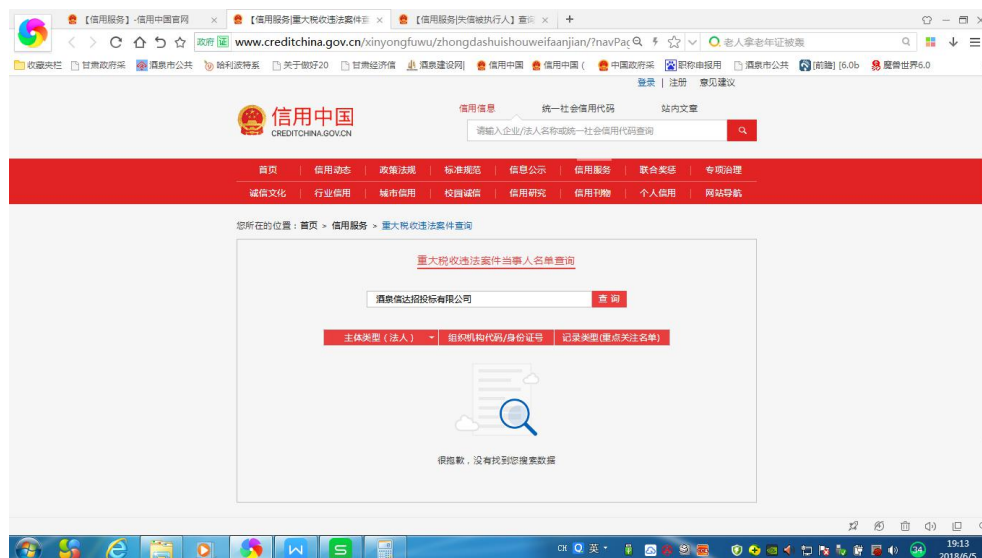 【信用服务】-信用中国官网
【信用服务|重大税收违法案件
【信用服务|失信被执行人】查
政府 证 www.creditchina.gov.cn/xinyongfuwu/zhongdashuishouweifaanjian/?navPag
老人拿老年证被轰
收藏夹栏 甘肃政府采 酒泉市公共 哈利波特系 关于做好20 甘肃经济信 酒泉建设网| 信用中国 信用中国 ( 中国政府采 职称申报用 酒泉市公共 [前瞻] [6.0b 魔兽世界6.0
登录 | 注册 意见建议
信用中国
CREDITCHINA.GOV.CN
信用信息 统一社会信用代码 站内文章
请输入企业/法人名称或统一社会信用代码查询
首页 信用动态 政策法规 标准规范 信息公示 信用服务 联合奖惩 专项治理
诚信文化 行业信用 城市信用 校园诚信 信用研究 信用刊物 个人信用 网站导航
您所在的位置：首页 > 信用服务 > 重大税收违法案件查询
重大税收违法案件当事人名单查询
酒泉信达招投标有限公司
查 询
主体类型（法人） 组织机构代码/身份证号 记录类型(重点关注名单)
很抱歉，没有找到您搜索数据
CH 英
34
19:13
2018/6/5